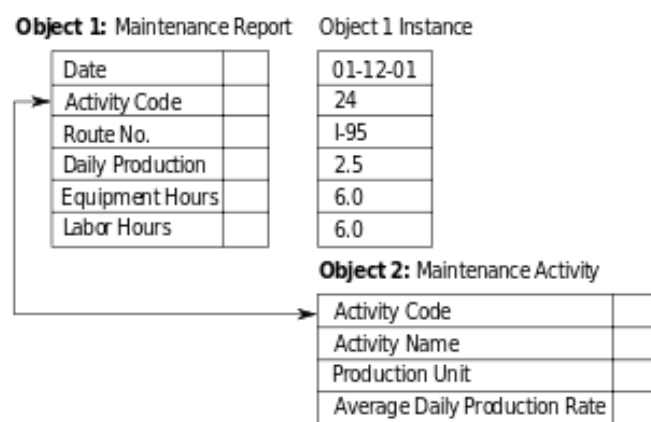 Object 1: Maintenance Report Object 1 Instance
Date 01-12-01
Activity Code 24
Route No. I-95
Daily Production 2.5
Equipment Hours 6.0
Labor Hours 6.0
Object 2: Maintenance Activity
Activity Code
Activity Name
Production Unit
Average Daily Production Rate